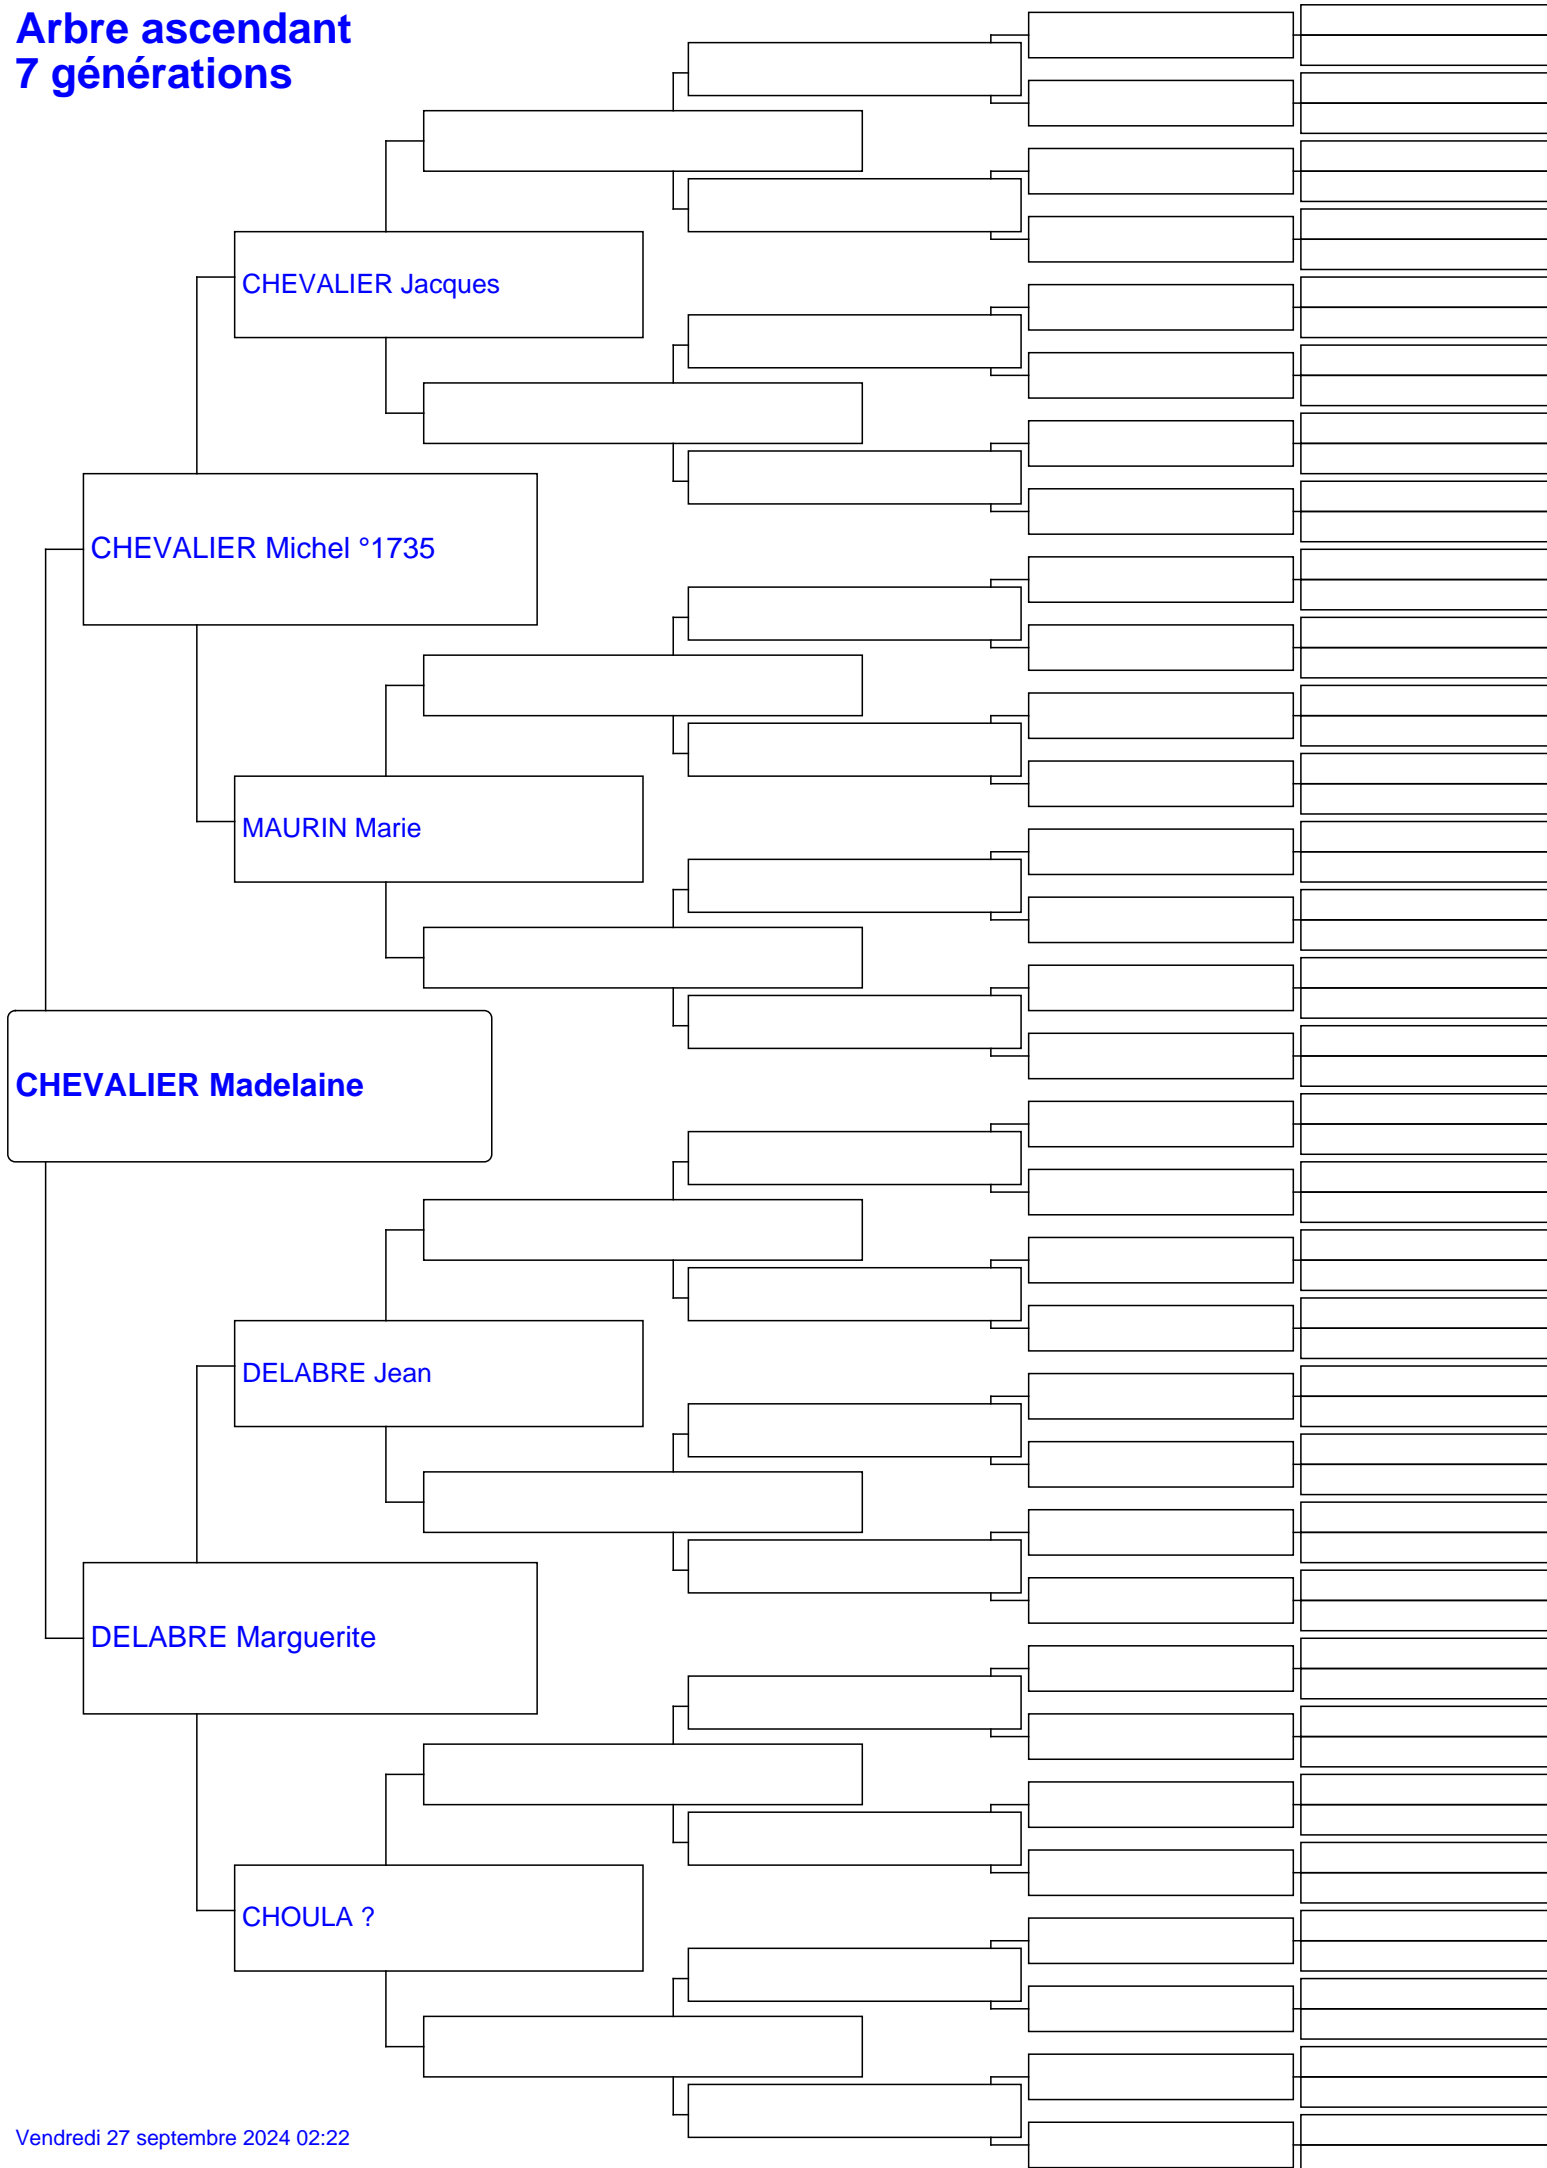 Arbre ascendant
7 générations
CHEVALIER Jacques
CHEVALIER Michel °1735
MAURIN Marie
CHEVALIER Madelaine
DELABRE Jean
DELABRE Marguerite
CHOULA ?
Vendredi 27 septembre 2024 02:22